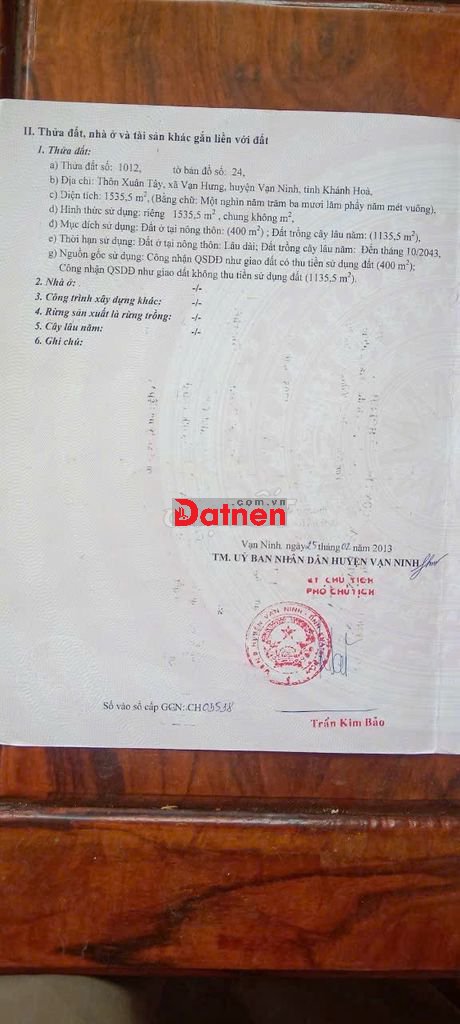 II. Thửa đất, nhà ở và tài sản khác gắn liền với đất
1. Thửa đất:
a) Thửa đất số: 1012, tờ bản đồ số: 24,
b) Địa chỉ: Thôn Xuân Tây, xã Vạn Hưng, huyện Vạn Ninh, tỉnh Khánh Hoà,
c) Diện tích: 1535,5 m², (Bằng chữ: Một nghìn năm trăm ba mươi lăm phẩy năm mét vuông),
d) Hình thức sử dụng: riêng 1535,5 m², chung không m²,
đ) Mục đích sử dụng: Đất ở tại nông thôn: (400 m²) ; Đất trồng cây lâu năm: (1135,5 m²),
e) Thời hạn sử dụng: Đất ở tại nông thôn: Lâu dài; Đất trồng cây lâu năm: Đến tháng 10/2043,
g) Nguồn gốc sử dụng: Công nhận QSDĐ như giao đất có thu tiền sử dụng đất (400 m²);
Công nhận QSDĐ như giao đất không thu tiền sử dụng đất (1135,5 m²).
2. Nhà ở: -/-
3. Công trình xây dựng khác: -/-
4. Rừng sản xuất là rừng trồng: -/-
5. Cây lâu năm: -/-
6. Ghi chú:
.com.vn
Datnen
Vạn Ninh, ngày 25 tháng 02 năm 2013
TM. UỶ BAN NHÂN DÂN HUYỆN VẠN NINH
KT CHỦ TỊCH
PHÓ CHỦ TỊCH
Số vào sổ cấp GCN: CH03538
Trần Kim Bảo